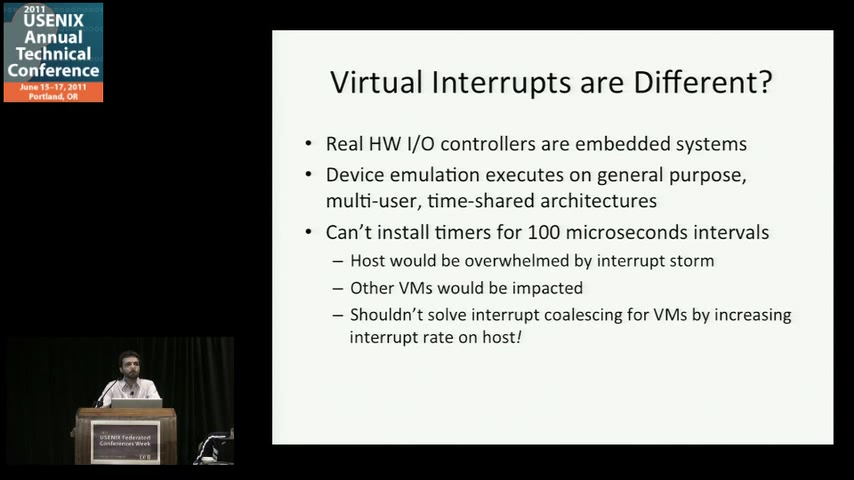 2011
USENIX
Annual
Technical
Conference
June 15–17, 2011
Portland, OR
Virtual Interrupts are Different?
• Real HW I/O controllers are embedded systems
• Device emulation executes on general purpose,
multi-user, time-shared architectures
• Can't install timers for 100 microseconds intervals
– Host would be overwhelmed by interrupt storm
– Other VMs would be impacted
– Shouldn't solve interrupt coalescing for VMs by increasing
interrupt rate on host!
USENIX Federated
Conferences Week